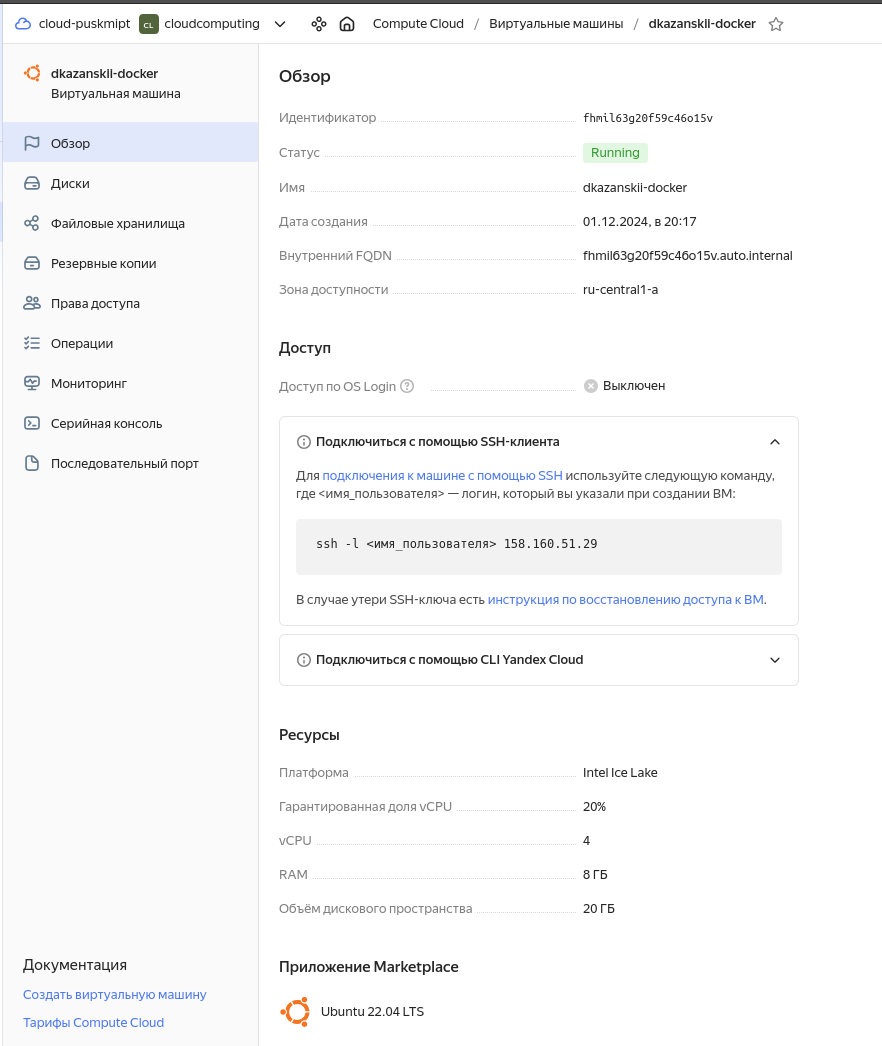 cloud-puskmipt CL cloudcomputing Compute Cloud / Виртуальные машины / dkazanskii-docker
dkazanskii-docker
Виртуальная машина
Обзор
Диски
Файловые хранилища
Резервные копии
Права доступа
Операции
Мониторинг
Серийная консоль
Последовательный порт
Документация
Создать виртуальную машину
Тарифы Compute Cloud
Обзор
Идентификатор fhmil63g20f59c46o15v
Статус Running
Имя dkazanskii-docker
Дата создания 01.12.2024, в 20:17
Внутренний FQDN fhmil63g20f59c46o15v.auto.internal
Зона доступности ru-central1-a
Доступ
Доступ по OS Login Выключен
Подключиться с помощью SSH-клиента
Для подключения к машине с помощью SSH используйте следующую команду,
где <имя_пользователя> — логин, который вы указали при создании ВМ:
ssh -l <имя_пользователя> 158.160.51.29
В случае утери SSH-ключа есть инструкция по восстановлению доступа к ВМ.
Подключиться с помощью CLI Yandex Cloud
Ресурсы
Платформа Intel Ice Lake
Гарантированная доля vCPU 20%
vCPU 4
RAM 8 ГБ
Объём дискового пространства 20 ГБ
Приложение Marketplace
Ubuntu 22.04 LTS